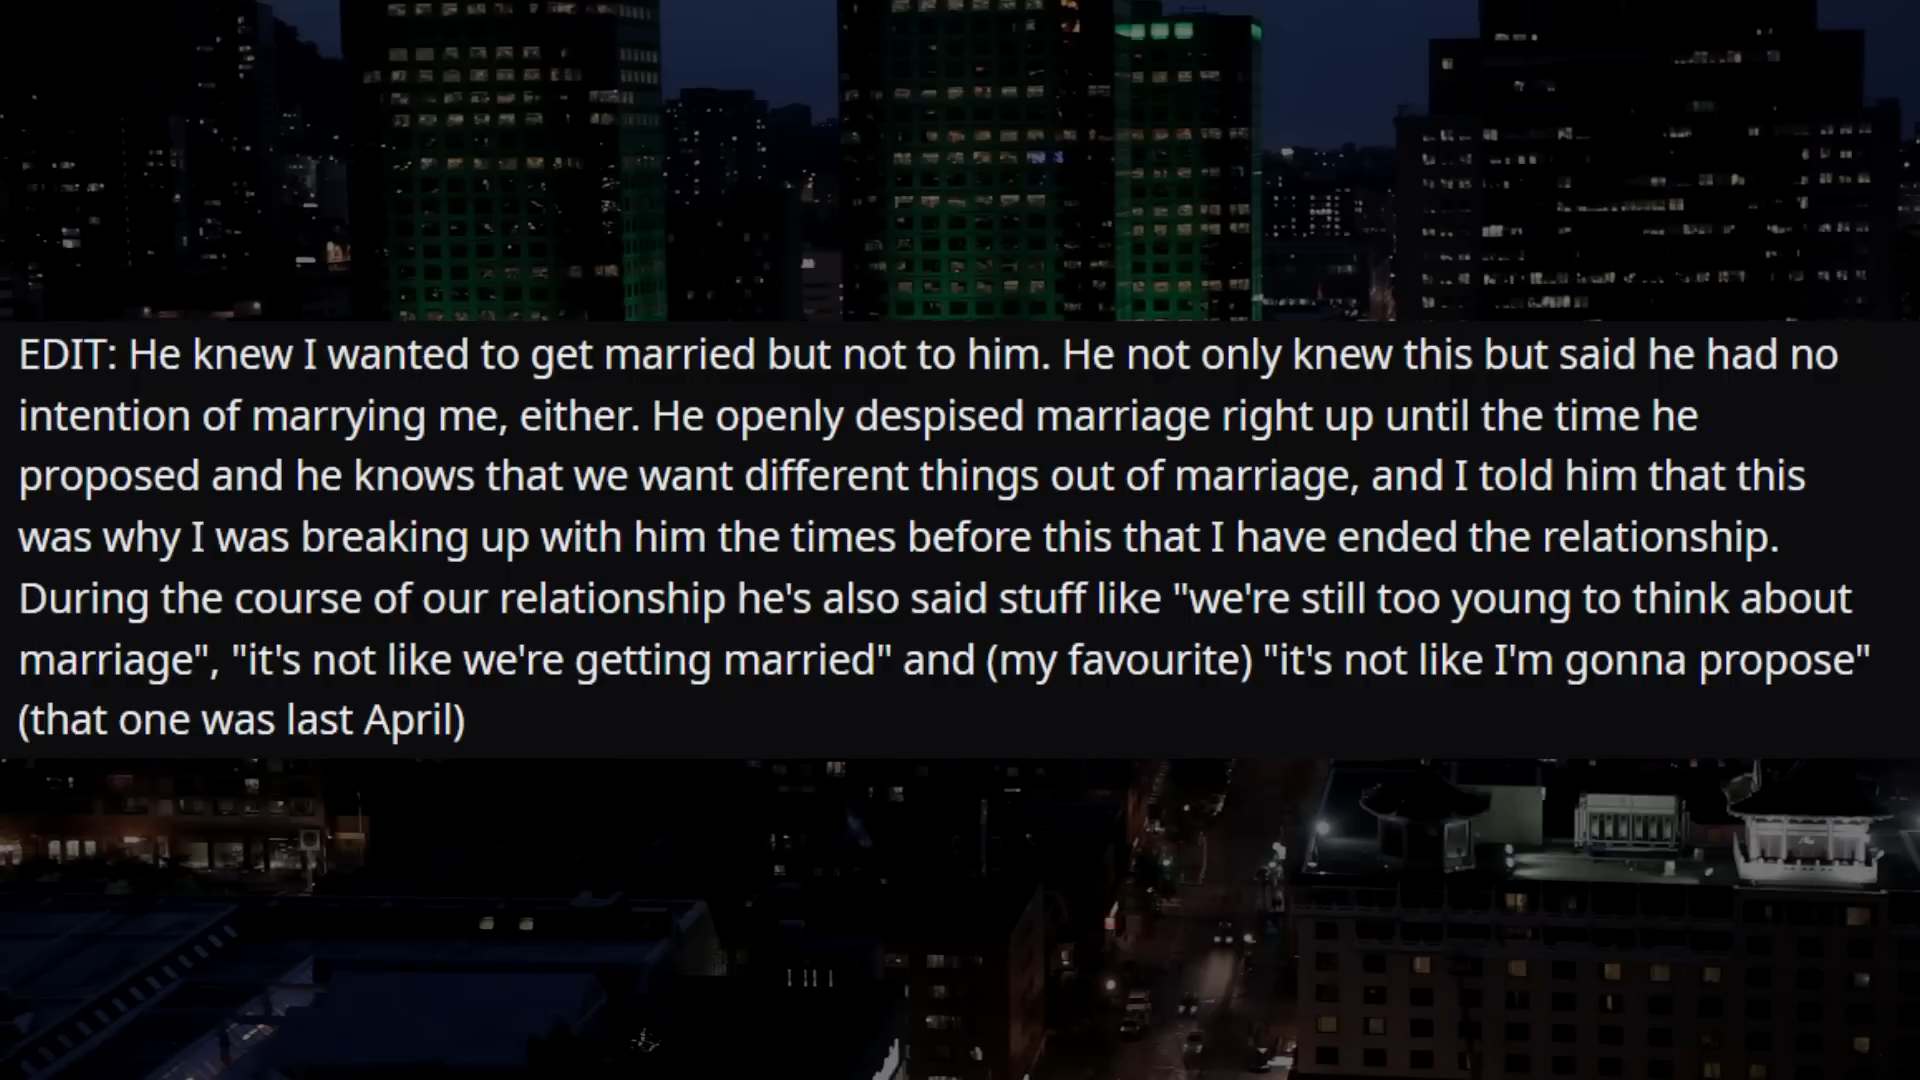 EDIT: He knew I wanted to get married but not to him. He not only knew this but said he had no
intention of marrying me, either. He openly despised marriage right up until the time he
proposed and he knows that we want different things out of marriage, and I told him that this
was why I was breaking up with him the times before this that I have ended the relationship.
During the course of our relationship he's also said stuff like "we're still too young to think about
marriage", "it's not like we're getting married" and (my favourite) "it's not like I'm gonna propose"
(that one was last April)